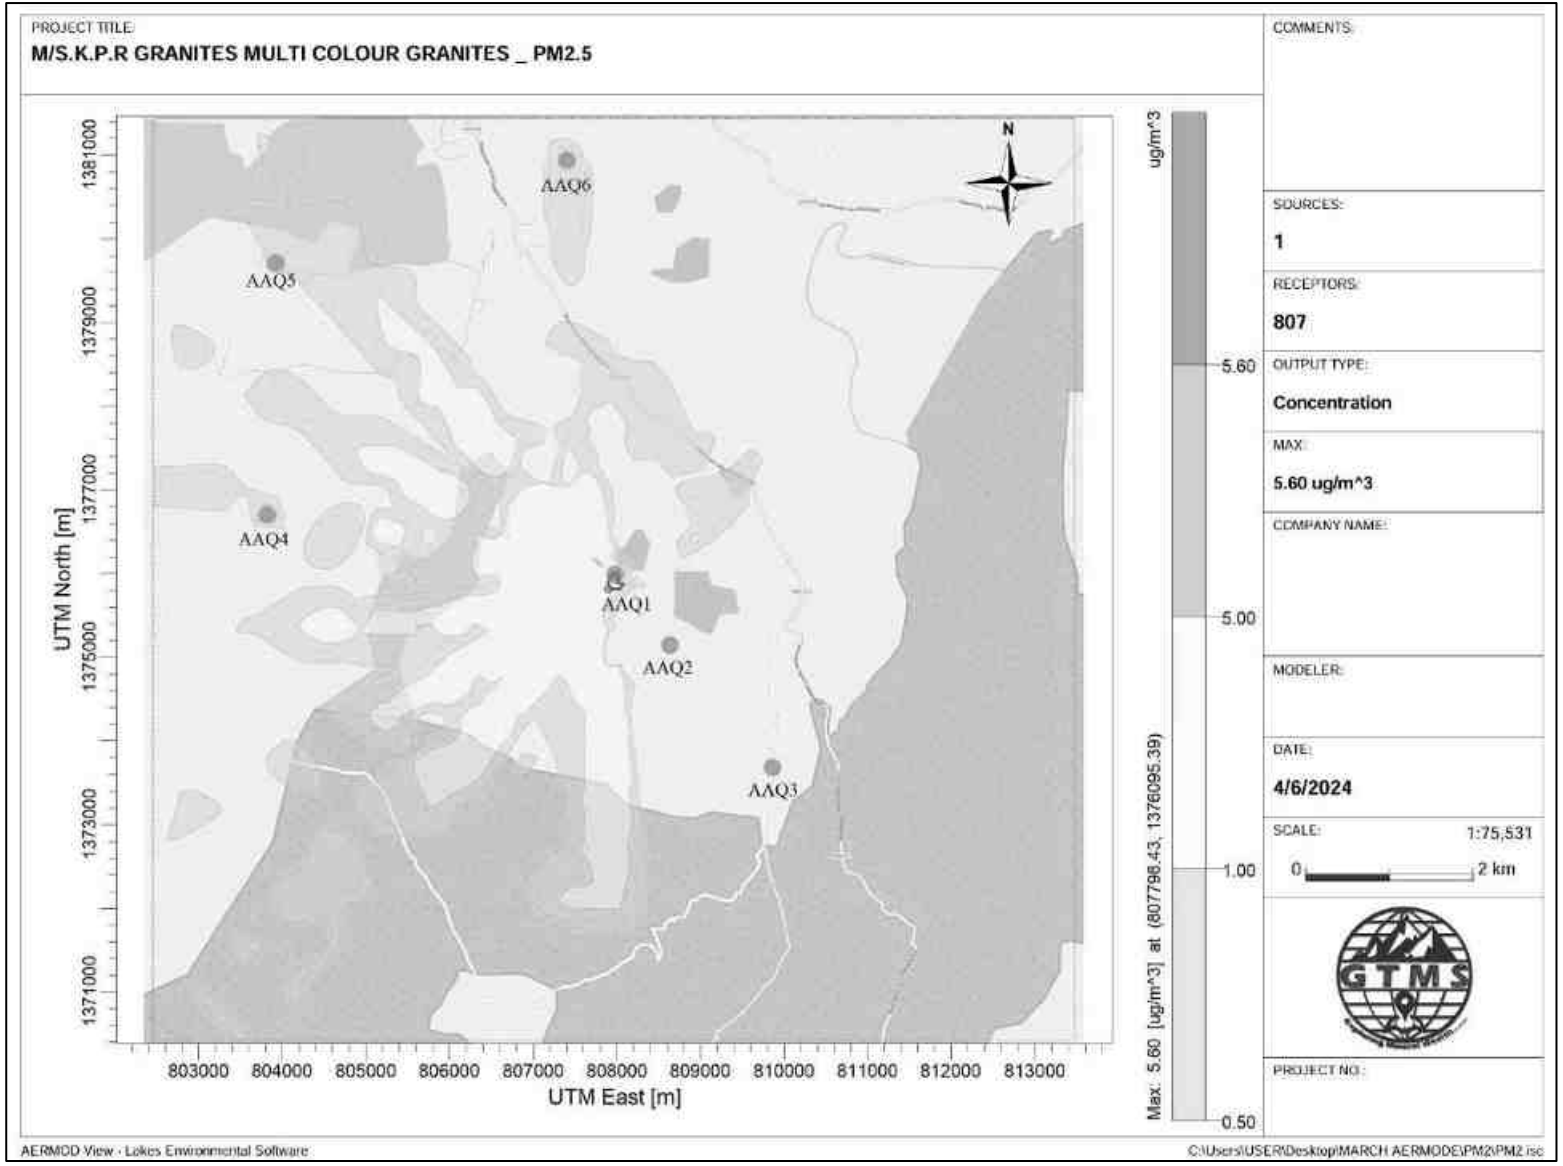 PROJECT TITLE:
M/S.K.P.R GRANITES MULTI COLOUR GRANITES _ PM2.5
COMMENTS:
SOURCES:
1
RECEPTORS:
807
OUTPUT TYPE:
Concentration
MAX:
5.60 ug/m^3
COMPANY NAME:
MODELER:
DATE:
4/6/2024
SCALE:
1:75,531
0
2 km
GTMS
PROJECT NO.:
N
AAQ6
AAQ5
AAQ4
AAQ1
AAQ2
AAQ3
UTM North [m]
1381000
1379000
1377000
1375000
1373000
1371000
803000 804000 805000 806000 807000 808000 809000 810000 811000 812000 813000
UTM East [m]
ug/m^3
5.60
5.00
1.00
0.50
Max: 5.60 [ug/m^3] at (807798.43, 1376095.39)
AERMOD View - Lakes Environmental Software
C:\Users\USER\Desktop\MARCH AERMODE\PM2\PM2.isc